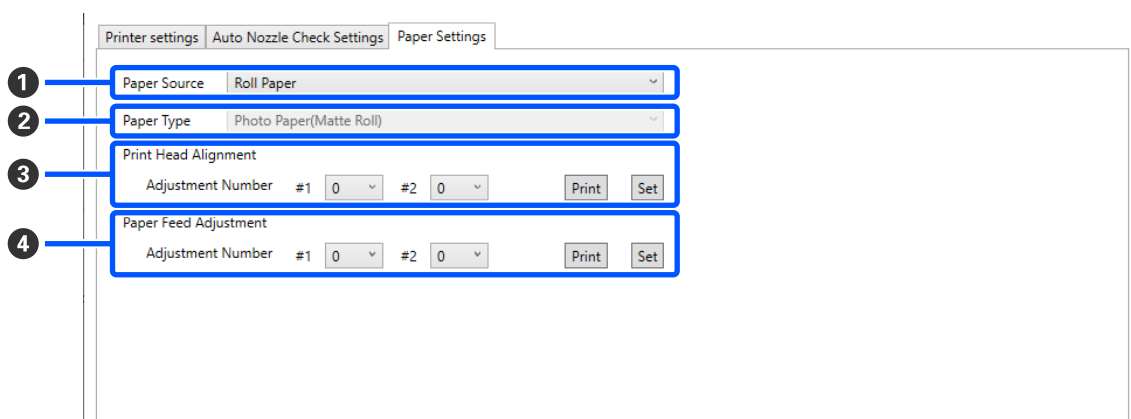 Printer settings Auto Nozzle Check Settings Paper Settings
1 Paper Source Roll Paper
2 Paper Type Photo Paper(Matte Roll)
Print Head Alignment
3 Adjustment Number #1 0 #2 0 Print Set
Paper Feed Adjustment
4 Adjustment Number #1 0 #2 0 Print Set